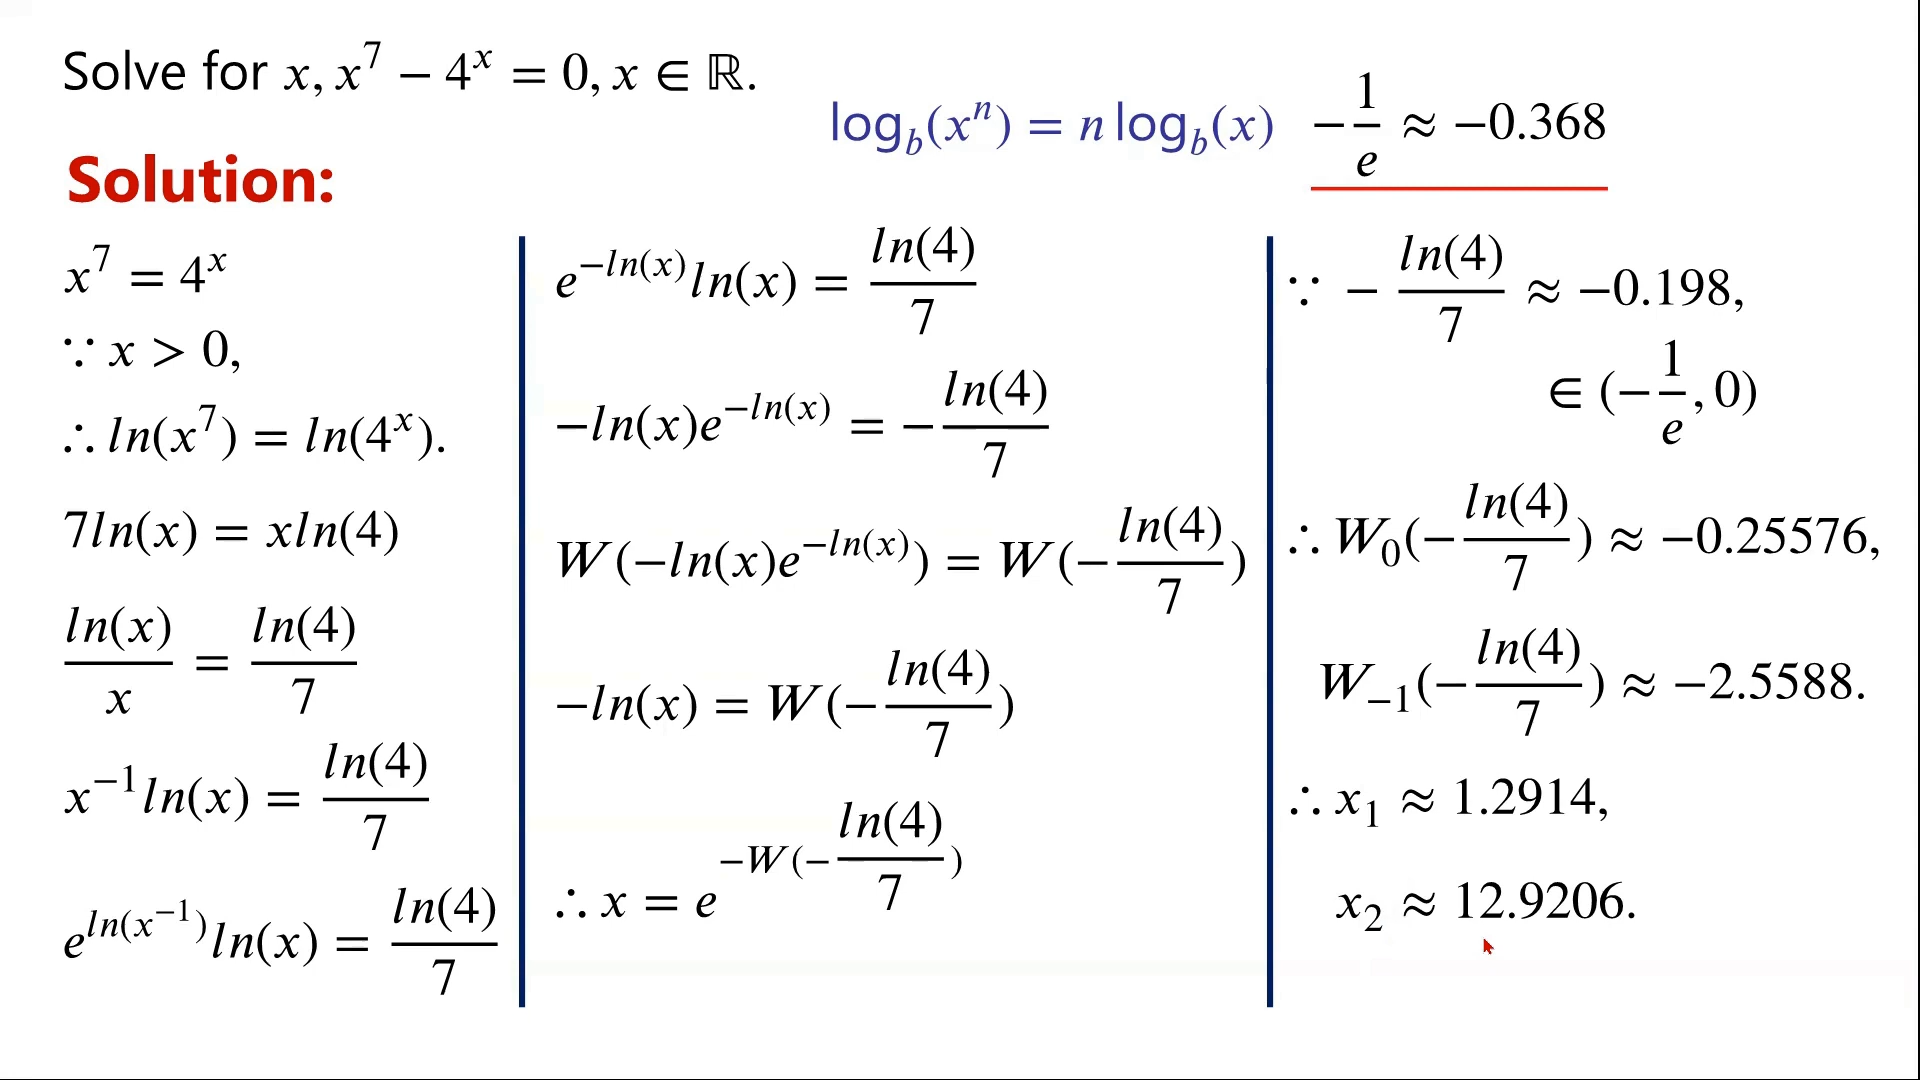 Solve for x, x^7 − 4^x = 0, x ∈ ℝ.
log_b(x^n) = n log_b(x)
−1/e ≈ −0.368
Solution:
x^7 = 4^x
∵ x > 0,
∴ ln(x^7) = ln(4^x).
7ln(x) = xln(4)
ln(x)/x = ln(4)/7
x^−1 ln(x) = ln(4)/7
e^ln(x^−1) ln(x) = ln(4)/7
e^−ln(x) ln(x) = ln(4)/7
−ln(x)e^−ln(x) = −ln(4)/7
W(−ln(x)e^−ln(x)) = W(−ln(4)/7)
−ln(x) = W(−ln(4)/7)
∴ x = e^−W(−ln(4)/7)
∵ −ln(4)/7 ≈ −0.198,
∈ (−1/e, 0)
∴ W_0(−ln(4)/7) ≈ −0.25576,
W_−1(−ln(4)/7) ≈ −2.5588.
∴ x_1 ≈ 1.2914,
x_2 ≈ 12.9206.